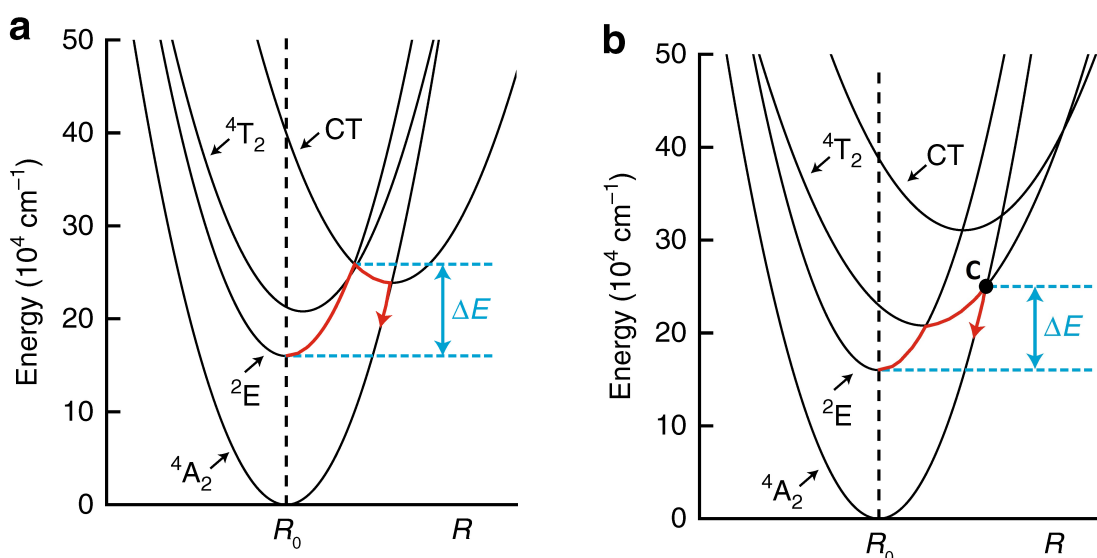 a
50
40
30
20
10
0
Energy (10⁴ cm⁻¹)
⁴T₂
CT
ΔE
²E
⁴A₂
R₀
R
b
50
40
30
20
10
0
Energy (10⁴ cm⁻¹)
⁴T₂
CT
C
ΔE
²E
⁴A₂
R₀
R